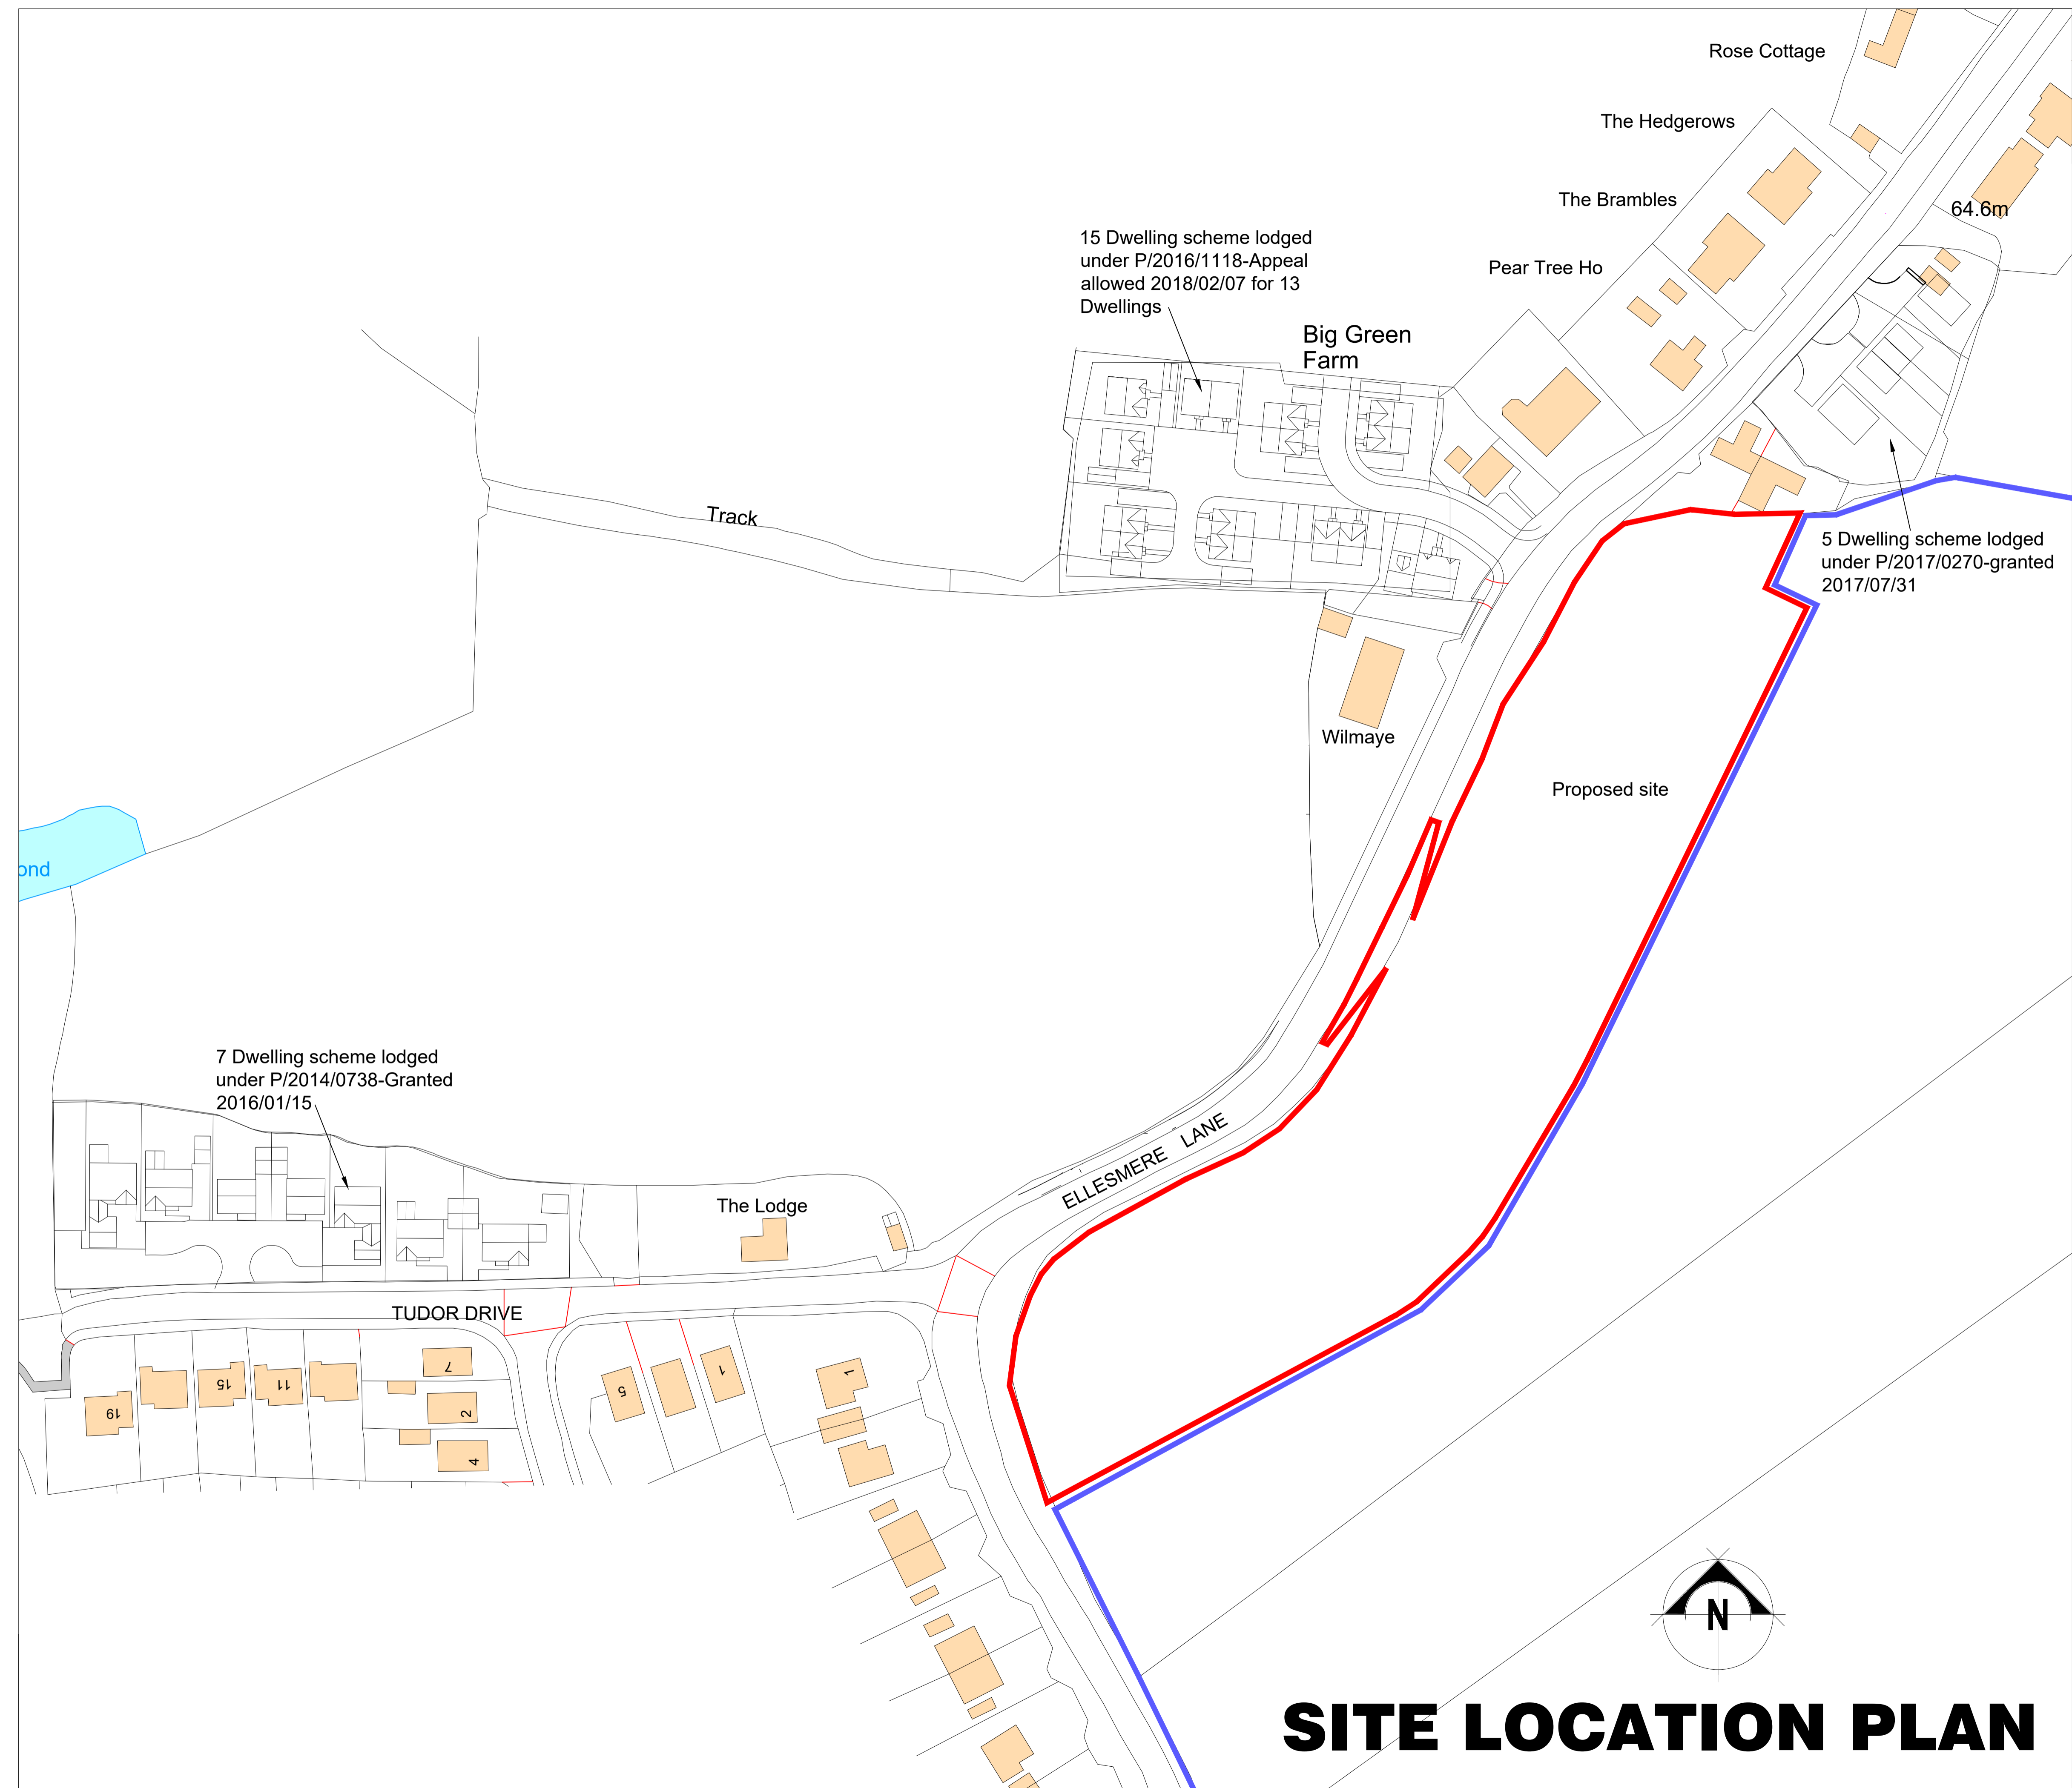 Rose Cottage
The Hedgerows
The Brambles
64.6m
15 Dwelling scheme lodged
under P/2016/1118-Appeal
allowed 2018/02/07 for 13
Dwellings
Pear Tree Ho
Big Green
Farm
Track
5 Dwelling scheme lodged
under P/2017/0270-granted
2017/07/31
Wilmaye
Proposed site
ond
7 Dwelling scheme lodged
under P/2014/0738-Granted
2016/01/15
ELLESMERE LANE
The Lodge
TUDOR DRIVE
19
15
11
7
2
4
5
1
1
N
SITE LOCATION PLAN